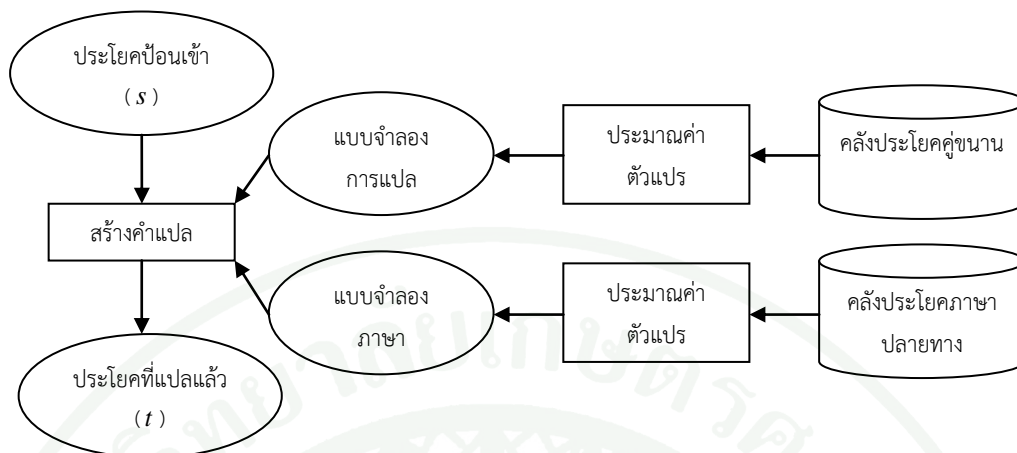 ประโยคป้อนเข้า
(s)
แบบจำลอง
การแปล
ประมาณค่า
ตัวแปร
คลังประโยคคู่ขนาน
สร้างคำแปล
แบบจำลอง
ภาษา
ประมาณค่า
ตัวแปร
คลังประโยคภาษา
ปลายทาง
ประโยคที่แปลแล้ว
(t)